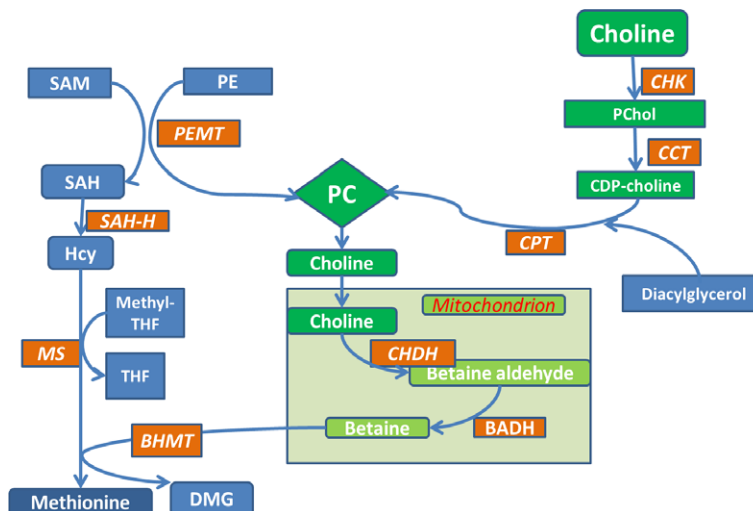 Choline
CHK
SAM
PE
PChol
PEMT
CCT
SAH
PC
CDP-choline
SAH-H
CPT
Hcy
Choline
Diacylglycerol
Methyl-
THF
Mitochondrion
Choline
MS
CHDH
THF
Betaine aldehyde
Betaine
BADH
BHMT
Methionine
DMG